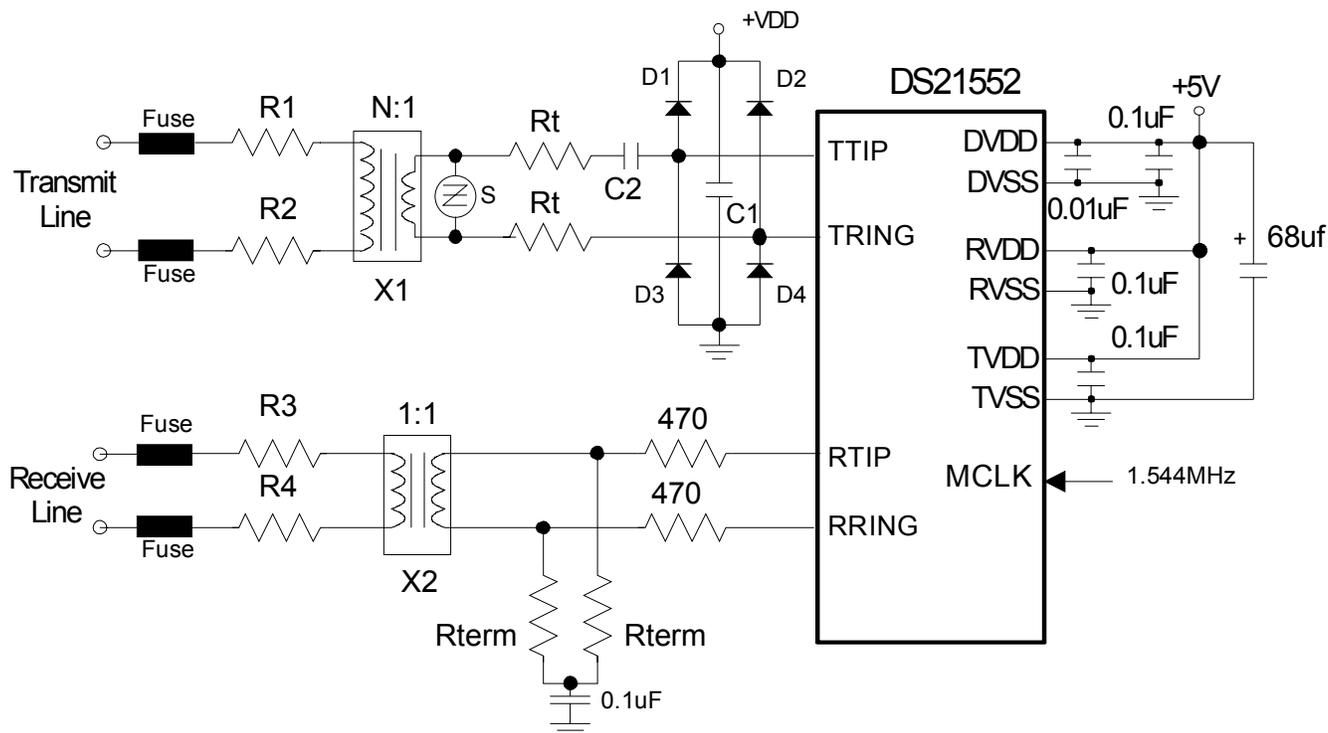 +VDD
D1
D2
DS21552
+5V
Fuse
R1
N:1
Rt
0.1uF
TTIP
DVDD
C2
DVSS
Transmit
Line
S
R2
Rt
C1
0.01uF
TRING
RVDD
+
68uf
Fuse
X1
D3
D4
RVSS
0.1uF
0.1uF
TVDD
TVSS
Fuse
R3
1:1
470
RTIP
Receive
Line
R4
470
MCLK
1.544MHz
Fuse
RRING
X2
Rterm
Rterm
0.1uF